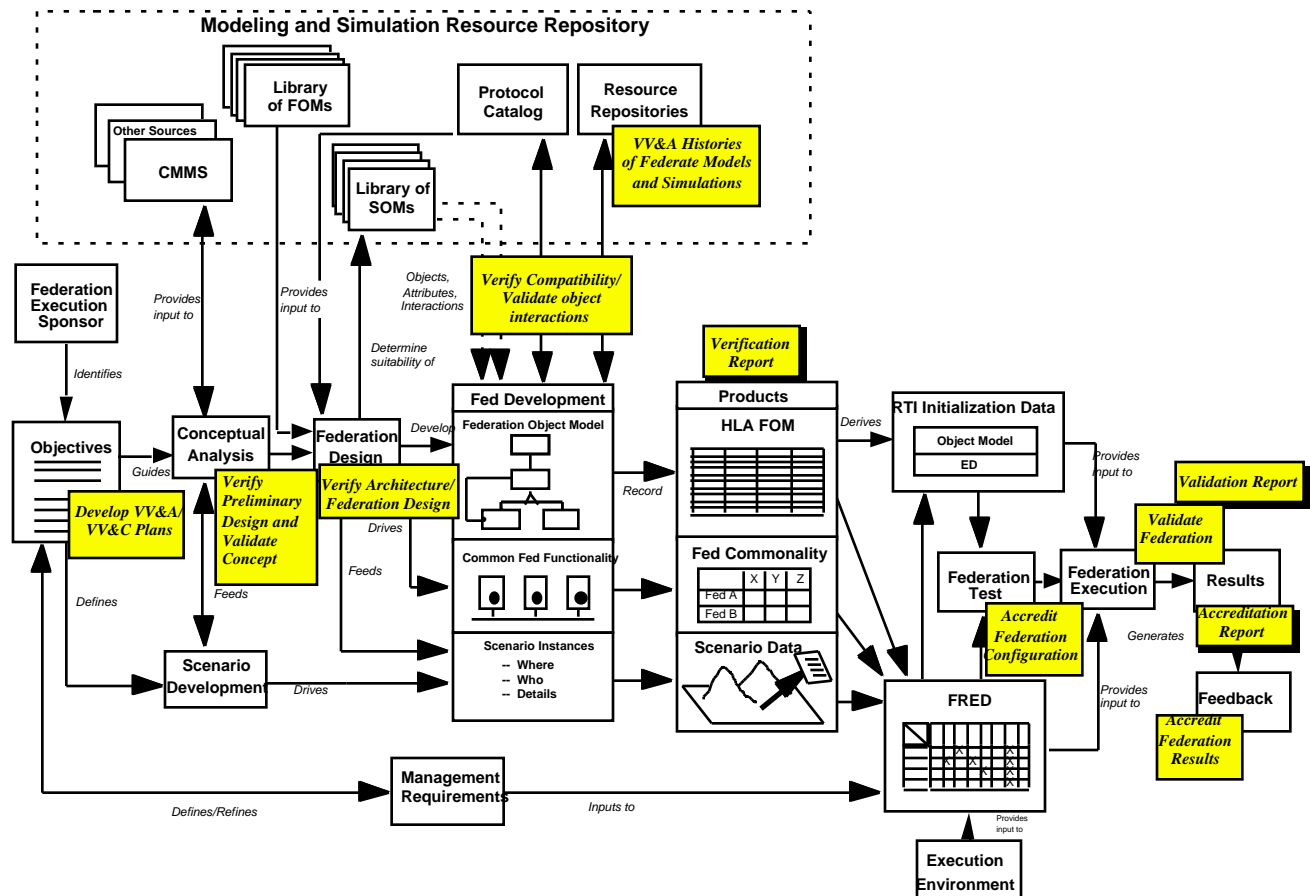 Modeling and Simulation Resource Repository
Library
of FOMs
Protocol
Catalog
Resource
Repositories
Other Sources
CMMS
VV&A Histories
of Federate Models
and Simulations
Library of
SOMs
Federation
Execution
Sponsor
Provides
input to
Provides
input to
Objects,
Attributes,
Interactions
Verify Compatibility/
Validate object
interactions
Determine
suitability of
Verification
Report
Identifies
Fed Development
Products
Objectives
Conceptual
Analysis
Federation
Design
Develop
Federation Object Model
HLA FOM
Derives
RTI Initialization Data
Object Model
ED
Guides
Provides
input to
Develop VV&A/
VV&C Plans
Verify
Preliminary
Design and
Validate
Concept
Verify Architecture/
Federation Design
Record
Validation Report
Validate
Federation
Drives
Feeds
Feeds
Common Fed Functionality
Fed Commonality
X Y Z
Fed A
Fed B
Federation
Test
Federation
Execution
Results
Defines
Accredit
Federation
Configuration
Generates
Accreditation
Report
Scenario
Development
Drives
Scenario Instances
-- Where
-- Who
-- Details
Scenario Data
FRED
X X
X X X
X X
X
Provides
input to
Feedback
Accredit
Federation
Results
Management
Requirements
Defines/Refines
Inputs to
Provides
input to
Execution
Environment